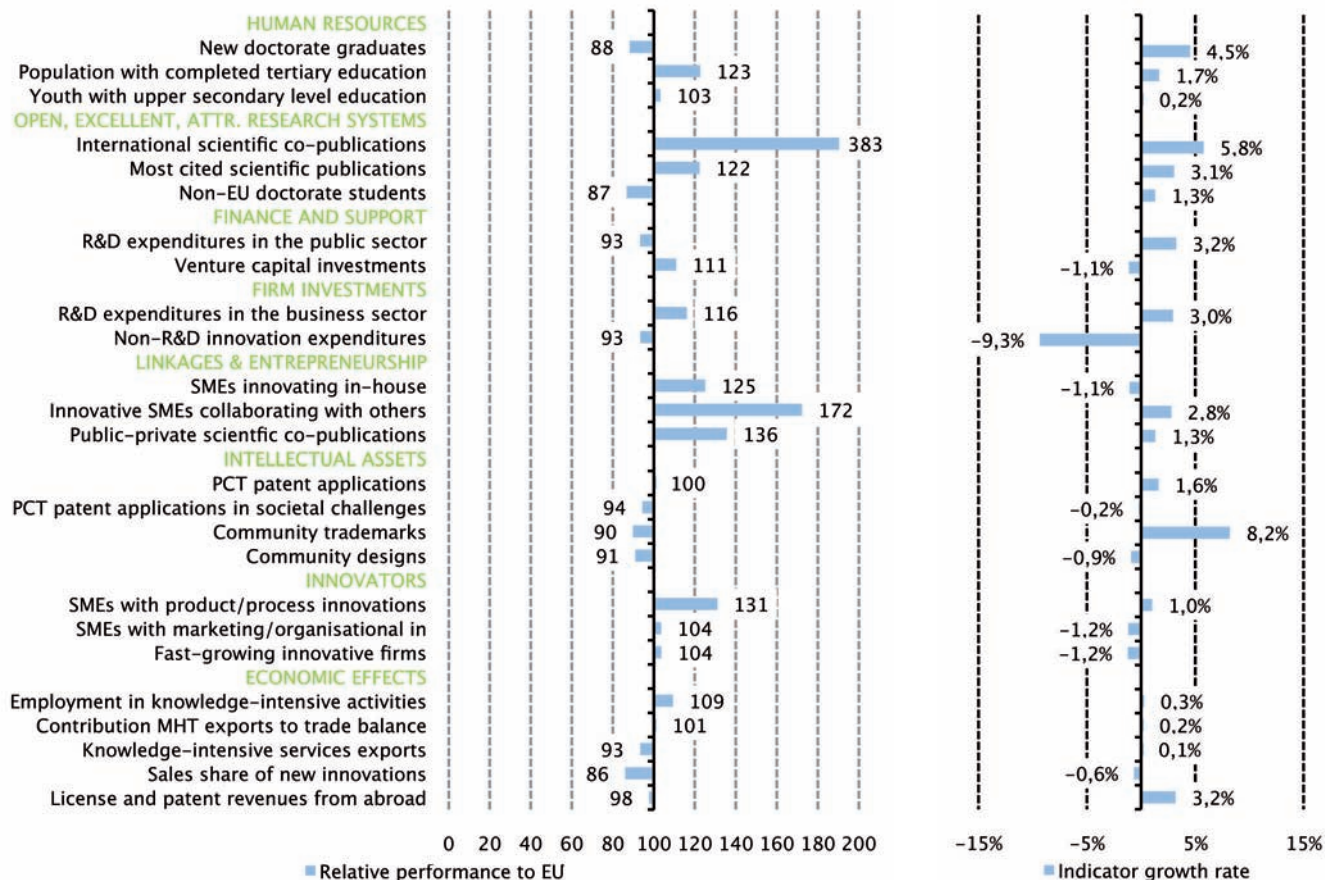 HUMAN RESOURCES
New doctorate graduates 88 4,5%
Population with completed tertiary education 123 1,7%
Youth with upper secondary level education 103 0,2%
OPEN, EXCELLENT, ATTR. RESEARCH SYSTEMS
International scientific co-publications 383 5,8%
Most cited scientific publications 122 3,1%
Non-EU doctorate students 87 1,3%
FINANCE AND SUPPORT
R&D expenditures in the public sector 93 3,2%
Venture capital investments 111 -1,1%
FIRM INVESTMENTS
R&D expenditures in the business sector 116 3,0%
Non-R&D innovation expenditures 93 -9,3%
LINKAGES & ENTREPRENEURSHIP
SMEs innovating in-house 125 -1,1%
Innovative SMEs collaborating with others 172 2,8%
Public-private scientfic co-publications 136 1,3%
INTELLECTUAL ASSETS
PCT patent applications 100 1,6%
PCT patent applications in societal challenges 94 -0,2%
Community trademarks 90 8,2%
Community designs 91 -0,9%
INNOVATORS
SMEs with product/process innovations 131 1,0%
SMEs with marketing/organisational in 104 -1,2%
Fast-growing innovative firms 104 -1,2%
ECONOMIC EFFECTS
Employment in knowledge-intensive activities 109 0,3%
Contribution MHT exports to trade balance 101 0,2%
Knowledge-intensive services exports 93 0,1%
Sales share of new innovations 86 -0,6%
License and patent revenues from abroad 98 3,2%
0 20 40 60 80 100 120 140 160 180 200 -15% -5% 5% 15%
Relative performance to EU Indicator growth rate